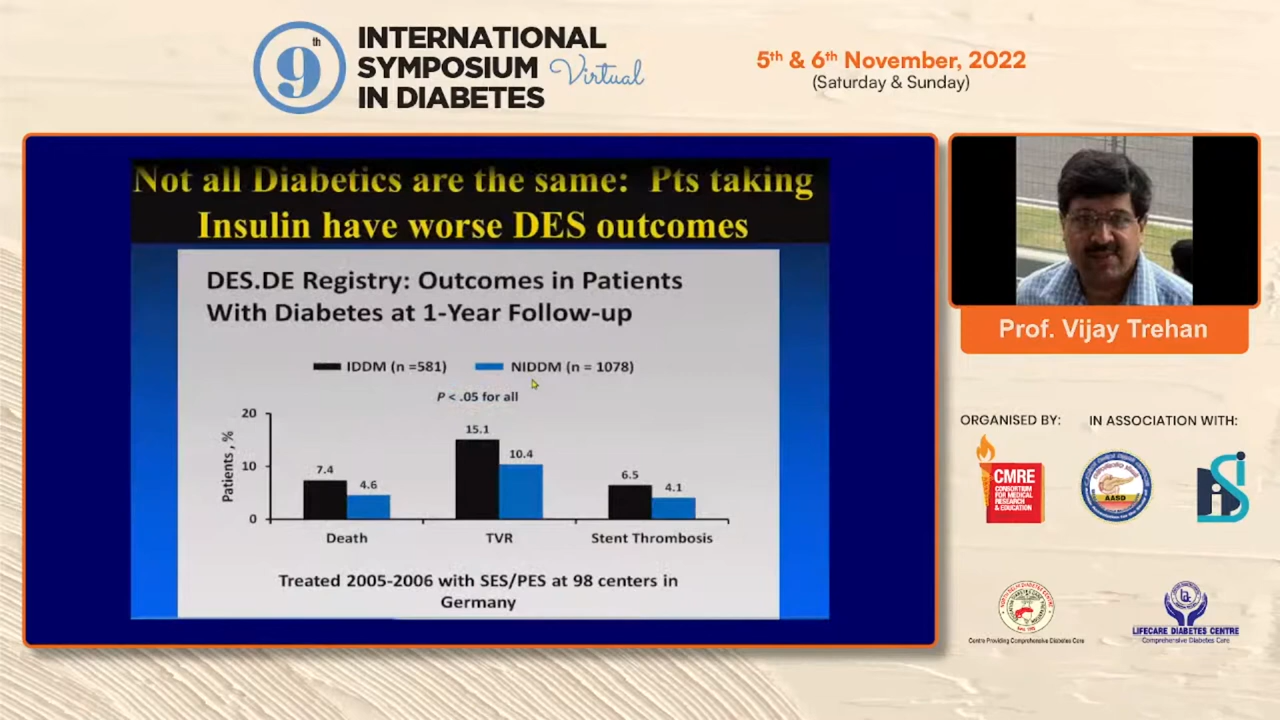 9th
INTERNATIONAL
SYMPOSIUM Virtual
IN DIABETES
5th & 6th November, 2022
(Saturday & Sunday)
Not all Diabetics are the same: Pts taking
Insulin have worse DES outcomes
DES.DE Registry: Outcomes in Patients
With Diabetes at 1-Year Follow-up
IDDM (n =581)
NIDDM (n = 1078)
P < .05 for all
Patients , %
20
10
0
7.4
4.6
15.1
10.4
6.5
4.1
Death
TVR
Stent Thrombosis
Treated 2005-2006 with SES/PES at 98 centers in
Germany
Prof. Vijay Trehan
ORGANISED BY:
IN ASSOCIATION WITH:
CMRE
CONSORTIUM
FOR MEDICAL
RESEARCH
& EDUCATION
AASD
Centre Providing Comprehensive Diabetes Care
LIFECARE DIABETES CENTRE
Comprehensive Diabetes Care